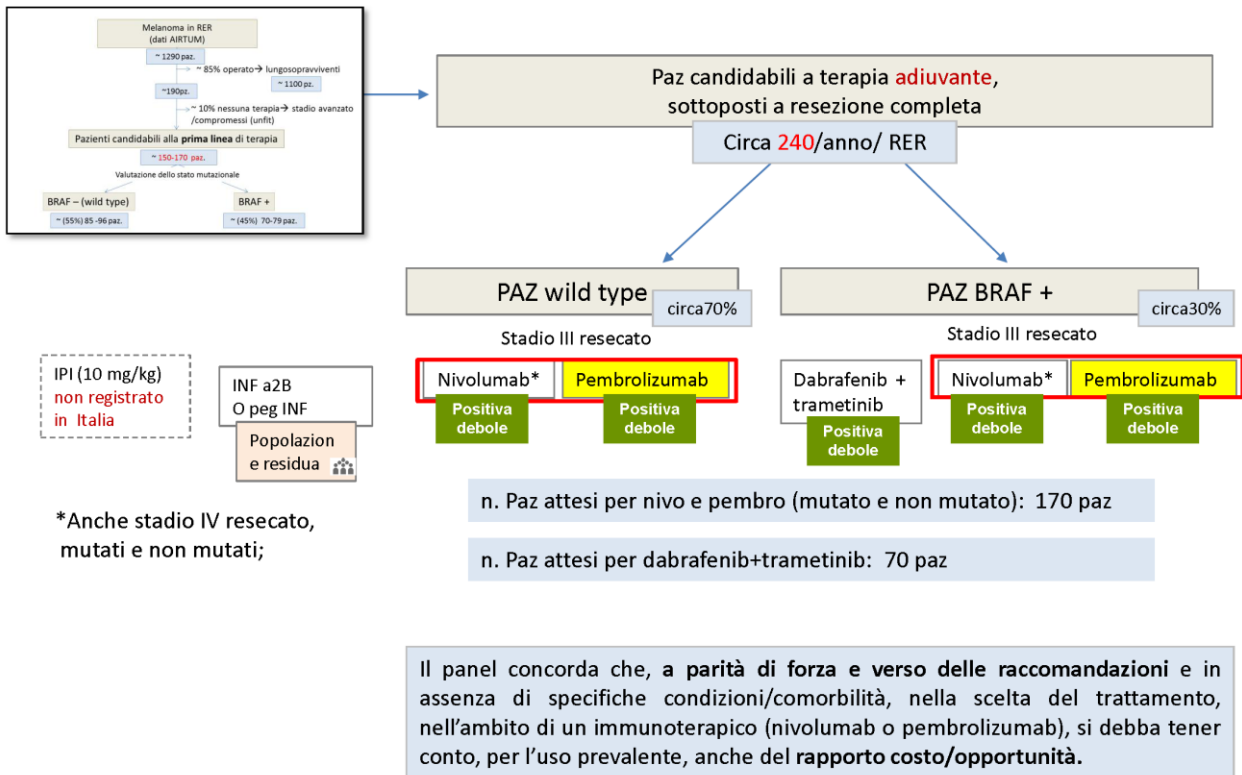 Melanoma in RER
(dati AIRTUM)
~ 1290 paz.
~ 85% operato→ lungosopravviventi
~ 1100 pz.
~190pz.
~ 10% nessuna terapia→ stadio avanzato
/compromessi (unfit)
Pazienti candidabili alla prima linea di terapia
~ 150-170 paz.
Valutazione dello stato mutazionale
BRAF – (wild type)
BRAF +
~ (55%) 85 -96 paz.
~ (45%) 70-79 paz.
Paz candidabili a terapia adiuvante,
sottoposti a resezione completa
Circa 240/anno/ RER
PAZ wild type
circa70%
PAZ BRAF +
circa30%
Stadio III resecato
Stadio III resecato
IPI (10 mg/kg)
non registrato
in Italia
INF a2B
O peg INF
Popolazion
e residua
Nivolumab*
Positiva
debole
Pembrolizumab
Positiva
debole
Dabrafenib +
trametinib
Positiva
debole
Nivolumab*
Positiva
debole
Pembrolizumab
Positiva
debole
*Anche stadio IV resecato,
mutati e non mutati;
n. Paz attesi per nivo e pembro (mutato e non mutato): 170 paz
n. Paz attesi per dabrafenib+trametinib: 70 paz
Il panel concorda che, a parità di forza e verso delle raccomandazioni e in
assenza di specifiche condizioni/comorbilità, nella scelta del trattamento,
nell'ambito di un immunoterapico (nivolumab o pembrolizumab), si debba tener
conto, per l'uso prevalente, anche del rapporto costo/opportunità.